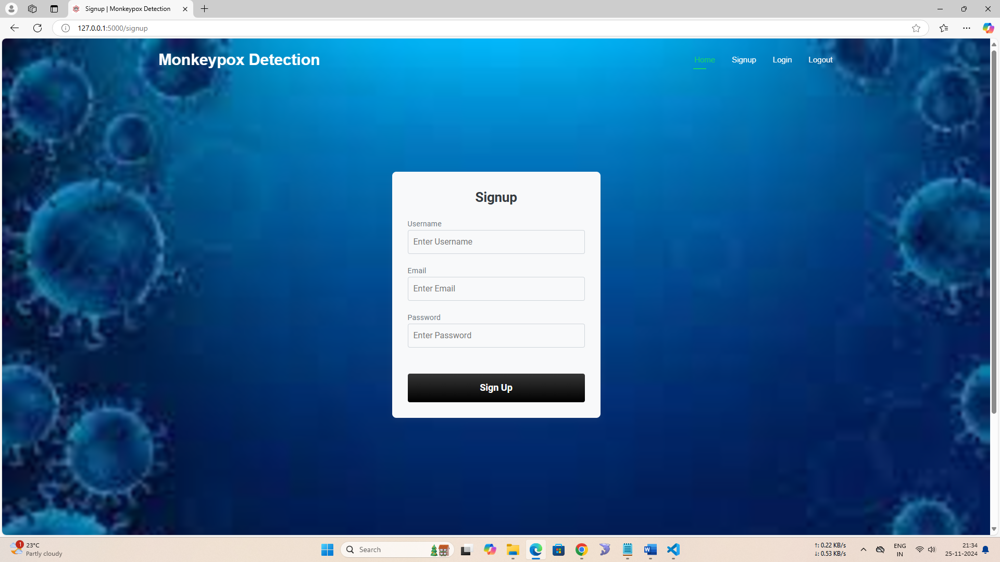 Signup | Monkeypox Detection
127.0.0.1:5000/signup
Monkeypox Detection
Home
Signup
Login
Logout
Signup
Username
Enter Username
Email
Enter Email
Password
Enter Password
Sign Up
1
23°C
Partly cloudy
Search
↑: 0.22 KB/s
↓: 0.53 KB/s
ENG
IN
21:34
25-11-2024